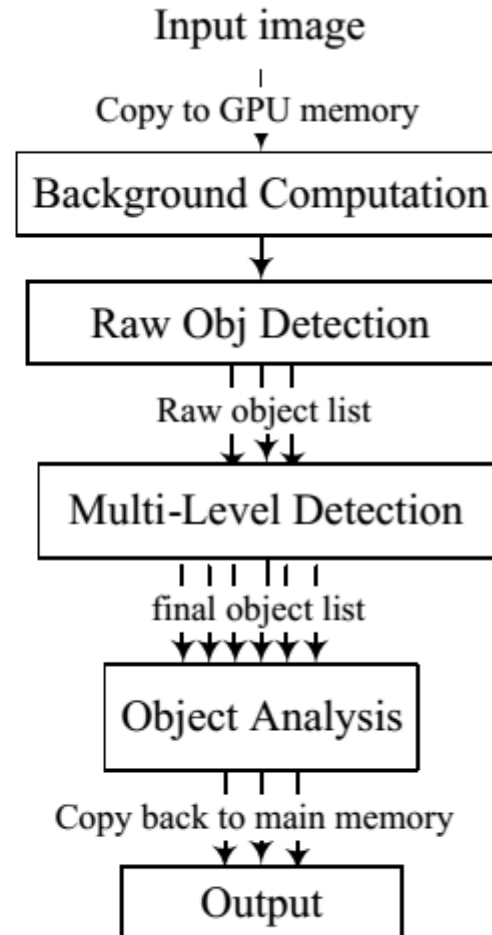 Input image
Copy to GPU memory
Background Computation
Raw Obj Detection
Raw object list
Multi-Level Detection
final object list
Object Analysis
Copy back to main memory
Output